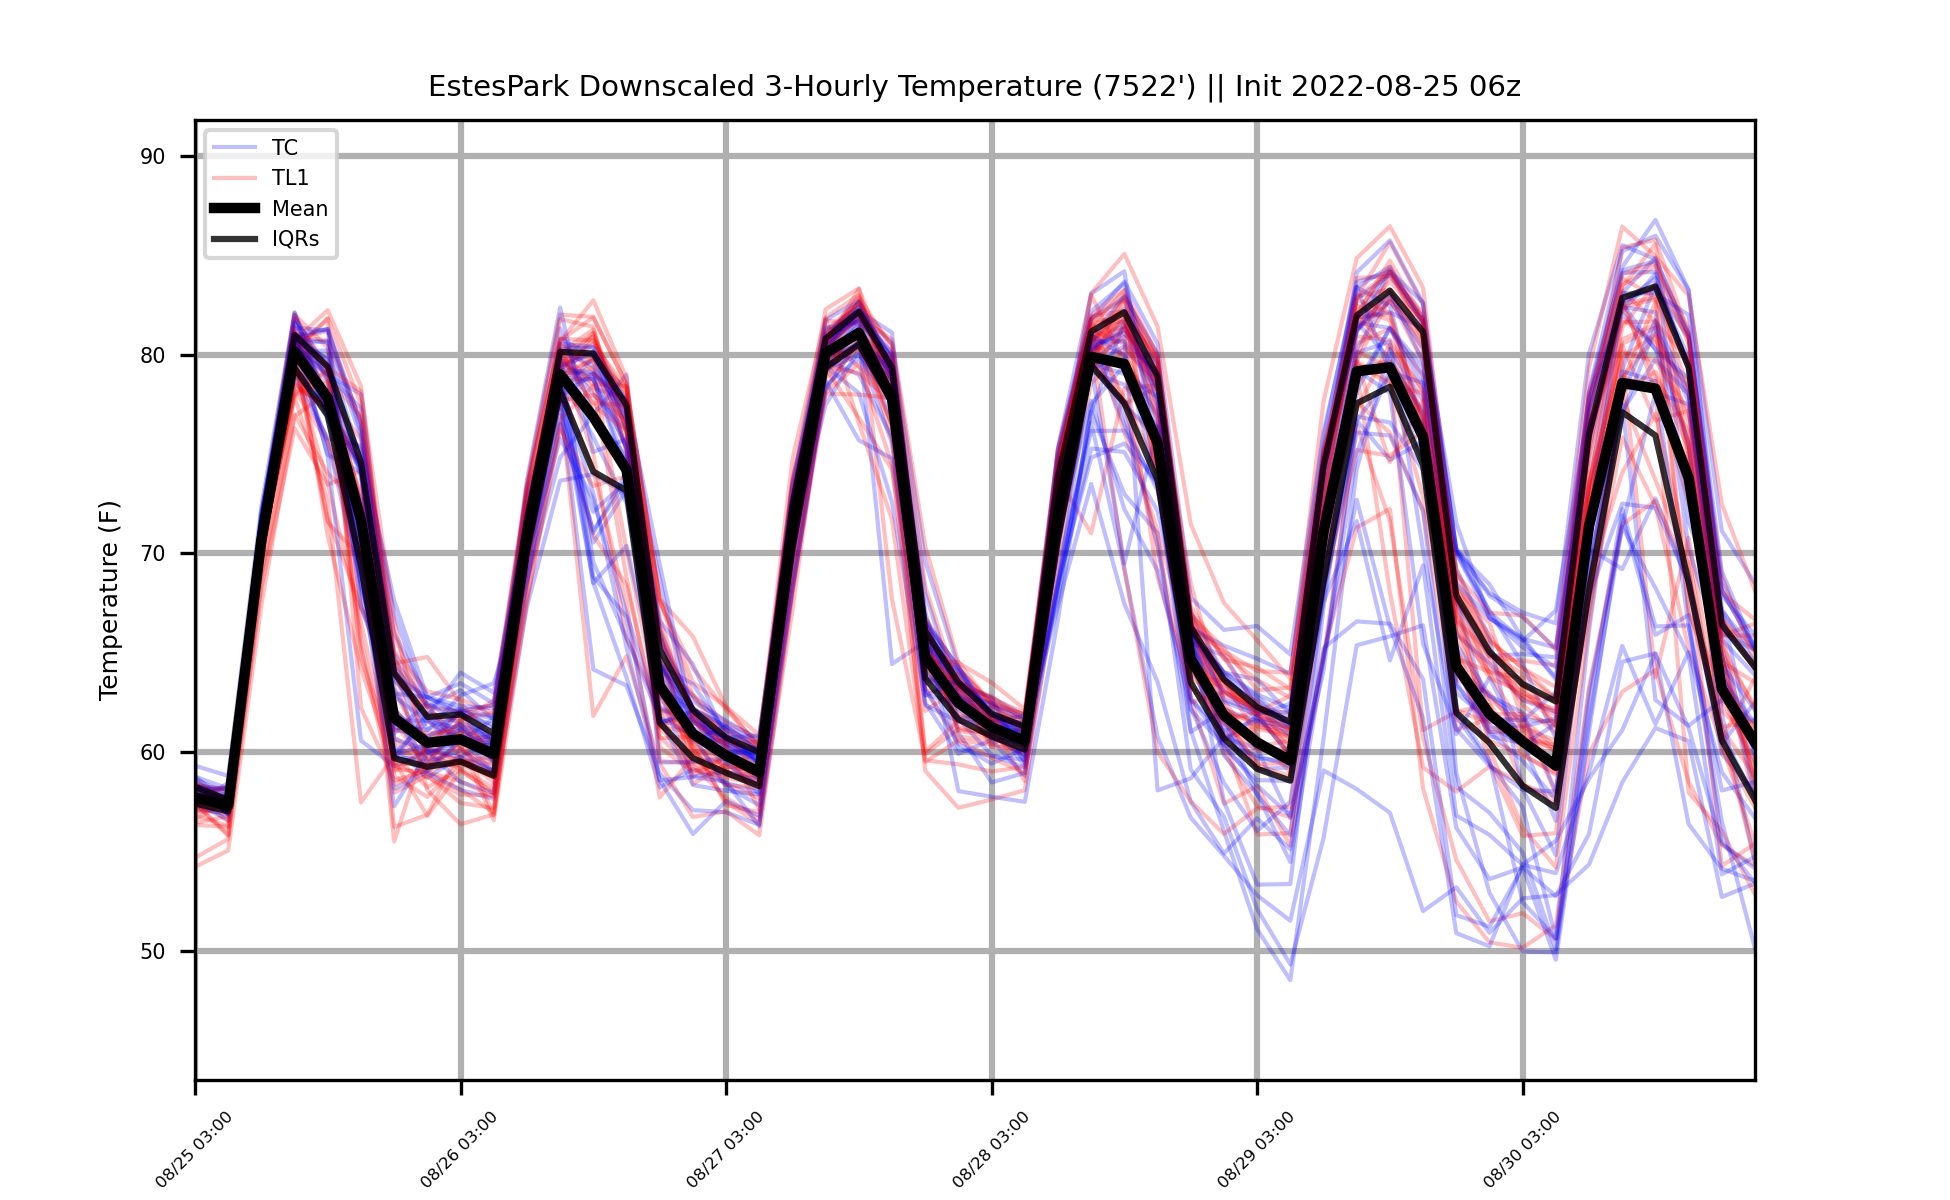 EstesPark Downscaled 3-Hourly Temperature (7522') || Init 2022-08-25 06z
TC
TL1
Mean
IQRs
Temperature (F)
90
80
70
60
50
08/25 03:00
08/26 03:00
08/27 03:00
08/28 03:00
08/29 03:00
08/30 03:00